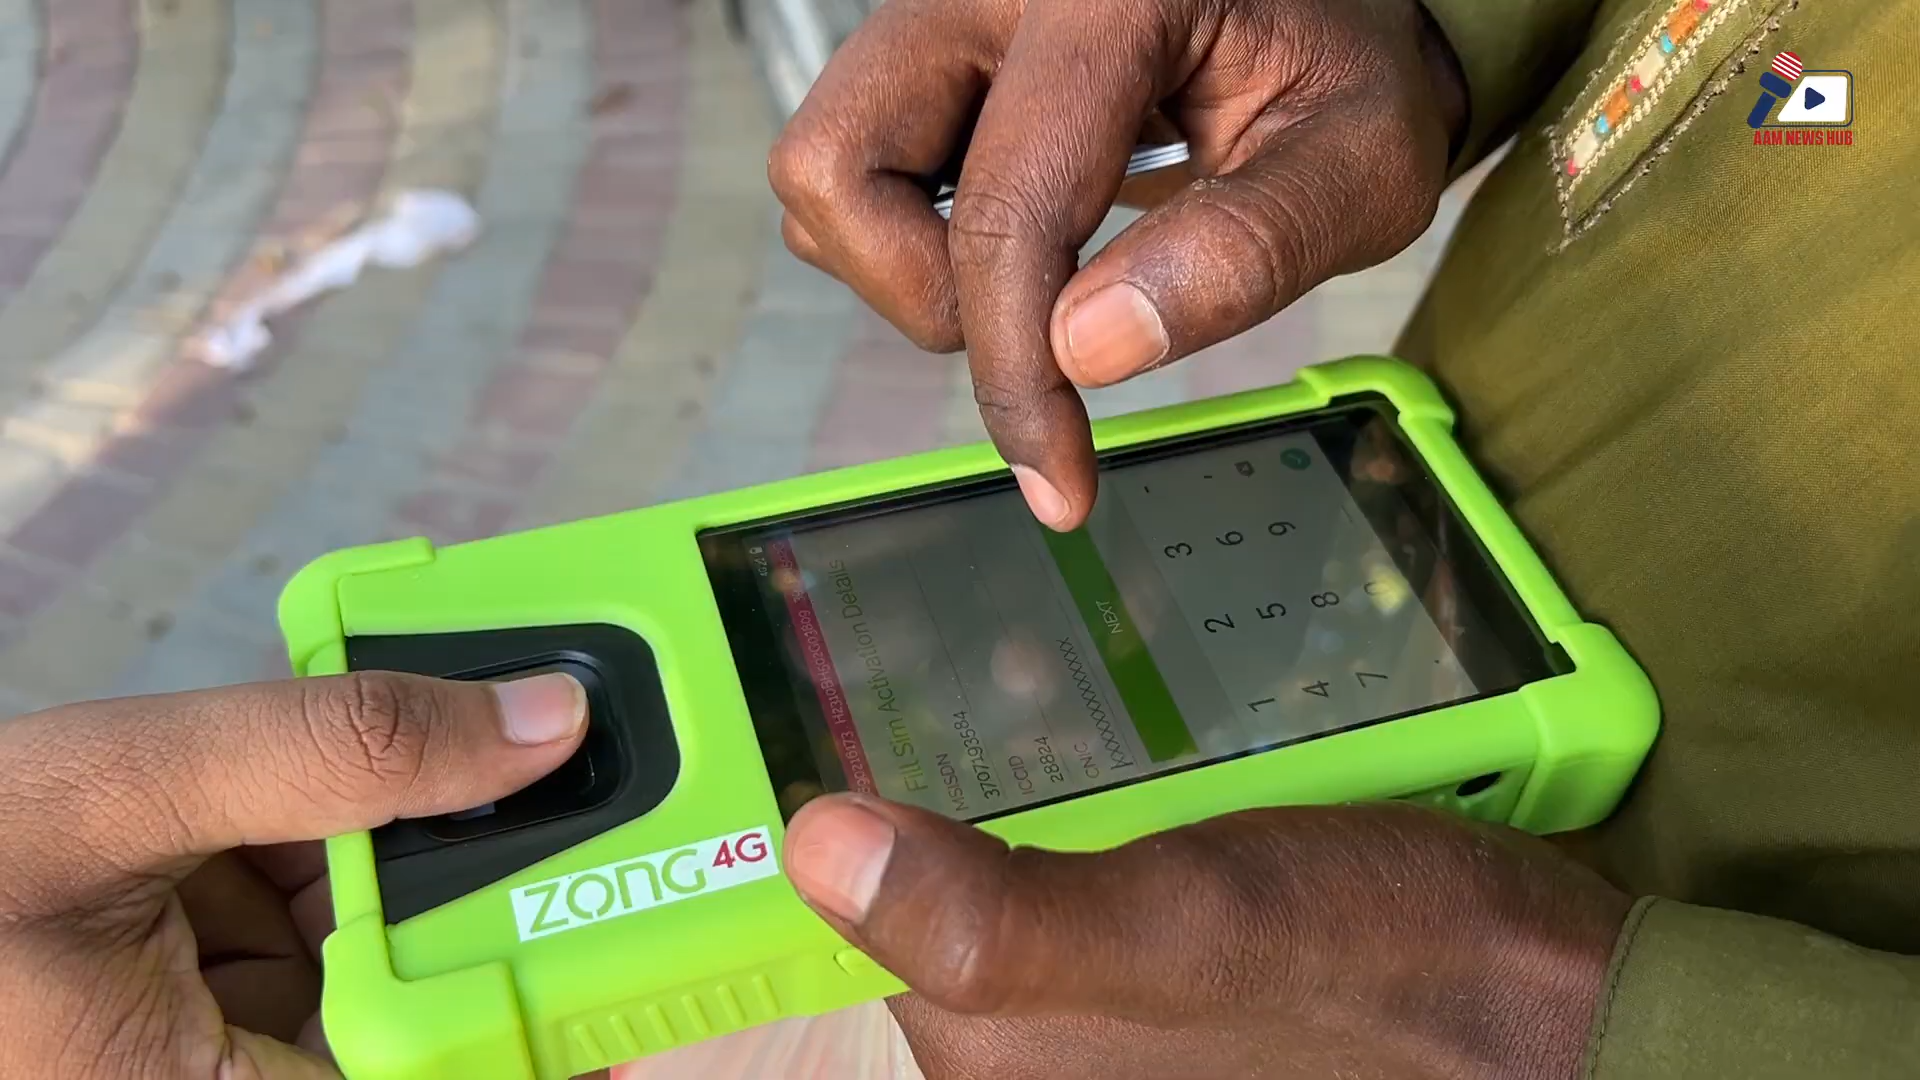 AAM NEWS HUB
Fill Sim Activation Details
MSISDN
3707193584
ICCID
28824
CNIC
NEXT
1 2 3 -
4 5 6
7 8 9
ZONG 4G